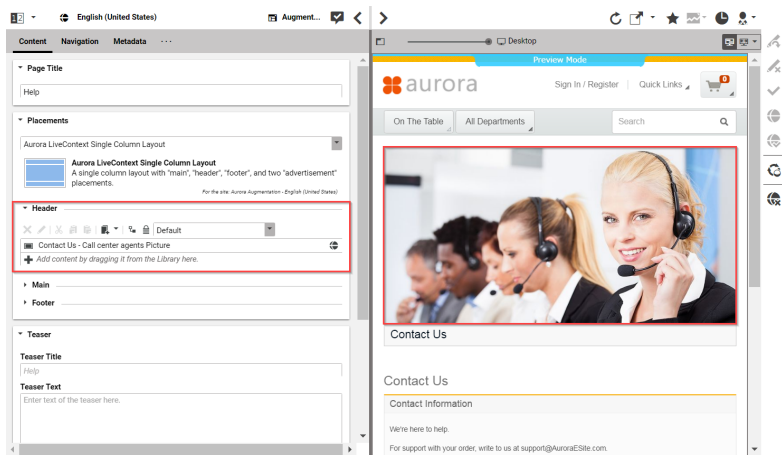 English (United States)
Augment...
Content Navigation Metadata ...
Desktop
Page Title
Help
Placements
Aurora LiveContext Single Column Layout
Aurora LiveContext Single Column Layout
A single column layout with "main", "header", "footer", and two "advertisement"
placements.
For the site: Aurora Augmentation - English (United States)
Header
Default
Contact Us - Call center agents Picture
Add content by dragging it from the Library here.
Main
Footer
Teaser
Teaser Title
Help
Teaser Text
Enter text of the teaser here.
Preview Mode
aurora
Sign In / Register Quick Links
0
On The Table All Departments Search
Contact Us
Contact Us
Contact Information
We're here to help.
For support with your order, write to us at support@AuroraESite.com.